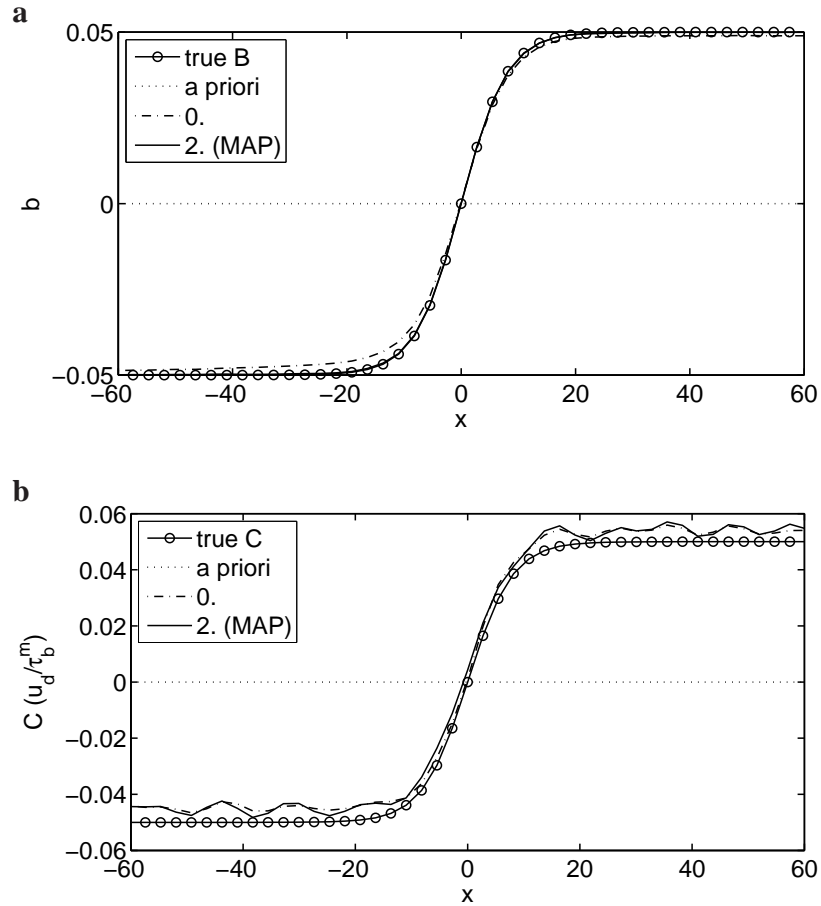 a
0.05
true B
a priori
0.
2. (MAP)
b
0
−0.05
−60
−40
−20
0
20
40
60
x
b
0.06
true C
a priori
0.
2. (MAP)
0.04
0.02
C (u_d/τ_b^m)
0
−0.02
−0.04
−0.06
−60
−40
−20
0
20
40
60
x